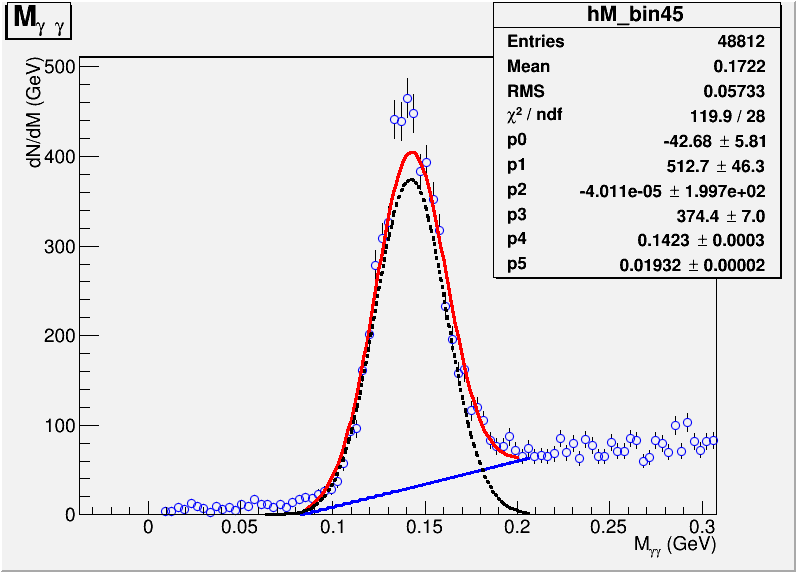 Mγ γ
hM_bin45
Entries 48812
Mean 0.1722
RMS 0.05733
χ² / ndf 119.9 / 28
p0 -42.68 ± 5.81
p1 512.7 ± 46.3
p2 -4.011e-05 ± 1.997e+02
p3 374.4 ± 7.0
p4 0.1423 ± 0.0003
p5 0.01932 ± 0.00002
dN/dM (GeV)
500
400
300
200
100
0
0 0.05 0.1 0.15 0.2 0.25 0.3
Mγγ (GeV)